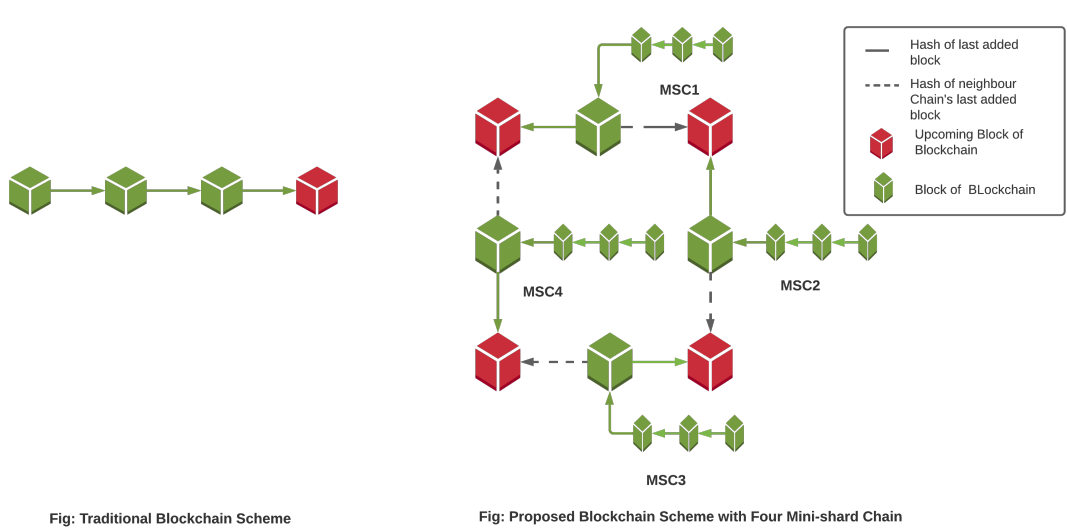 MSC1
Hash of last added
block
Hash of neighbour
Chain's last added
block
Upcoming Block of
Blockchain
Block of BLockchain
MSC4
MSC2
MSC3
Fig: Traditional Blockchain Scheme
Fig: Proposed Blockchain Scheme with Four Mini-shard Chain